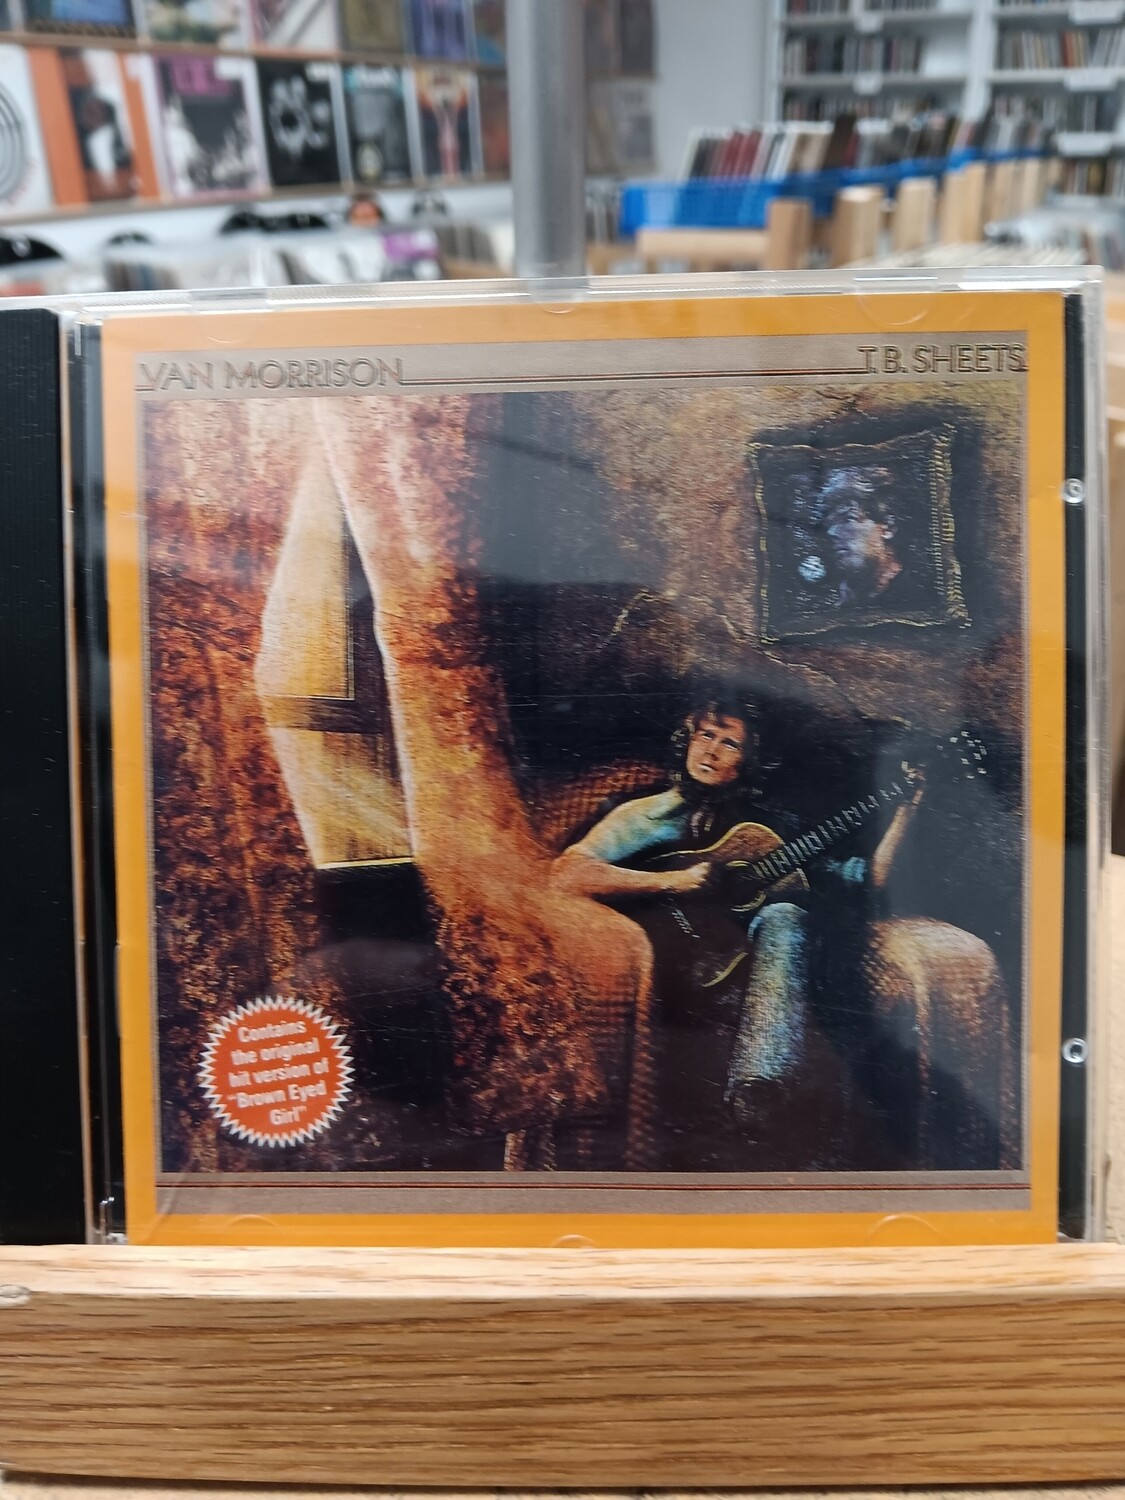 VAN MORRISON
T.B. SHEETS
Contains
the original
hit version of
"Brown Eyed
Girl"